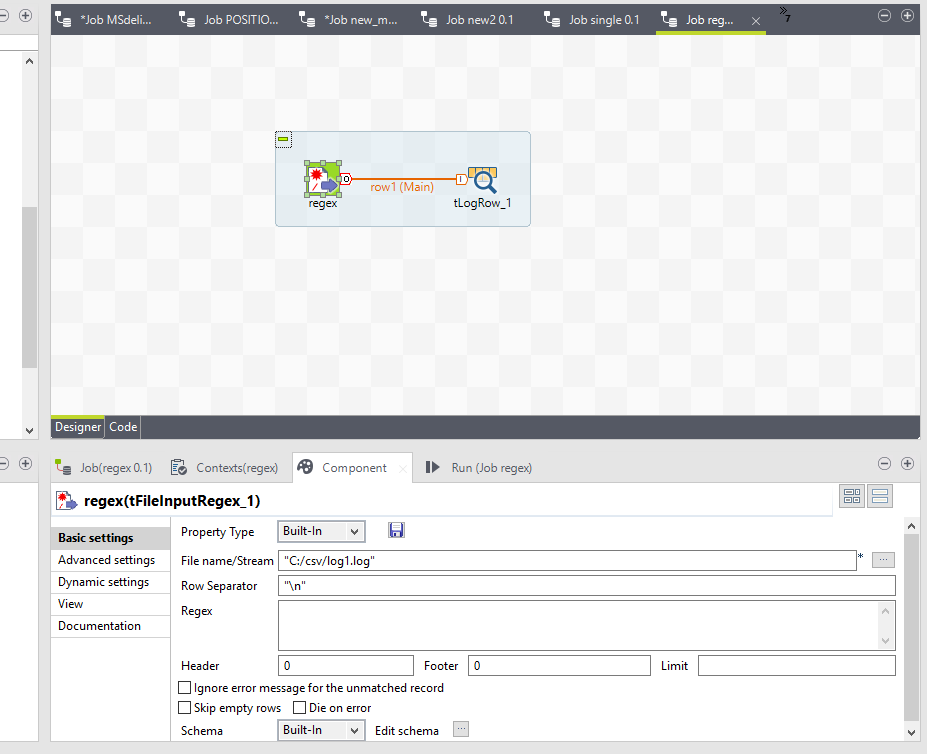 *Job MSdeli... Job POSITIO... *Job new_m... Job new2 0.1 Job single 0.1 Job reg... » 7
O I
row1 (Main)
regex tLogRow_1
Designer Code
Job(regex 0.1) Contexts(regex) Component Run (Job regex)
regex(tFileInputRegex_1)
Basic settings
Advanced settings
Dynamic settings
View
Documentation
Property Type Built-In
File name/Stream "C:/csv/log1.log" * ...
Row Separator "\n"
Regex
Header 0 Footer 0 Limit
Ignore error message for the unmatched record
Skip empty rows Die on error
Schema Built-In Edit schema ...